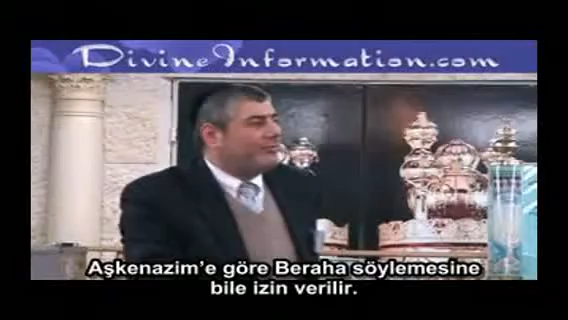 DivineInformation.com
Aşkenazim'e göre Beraha söylemesine
bile izin verilir.